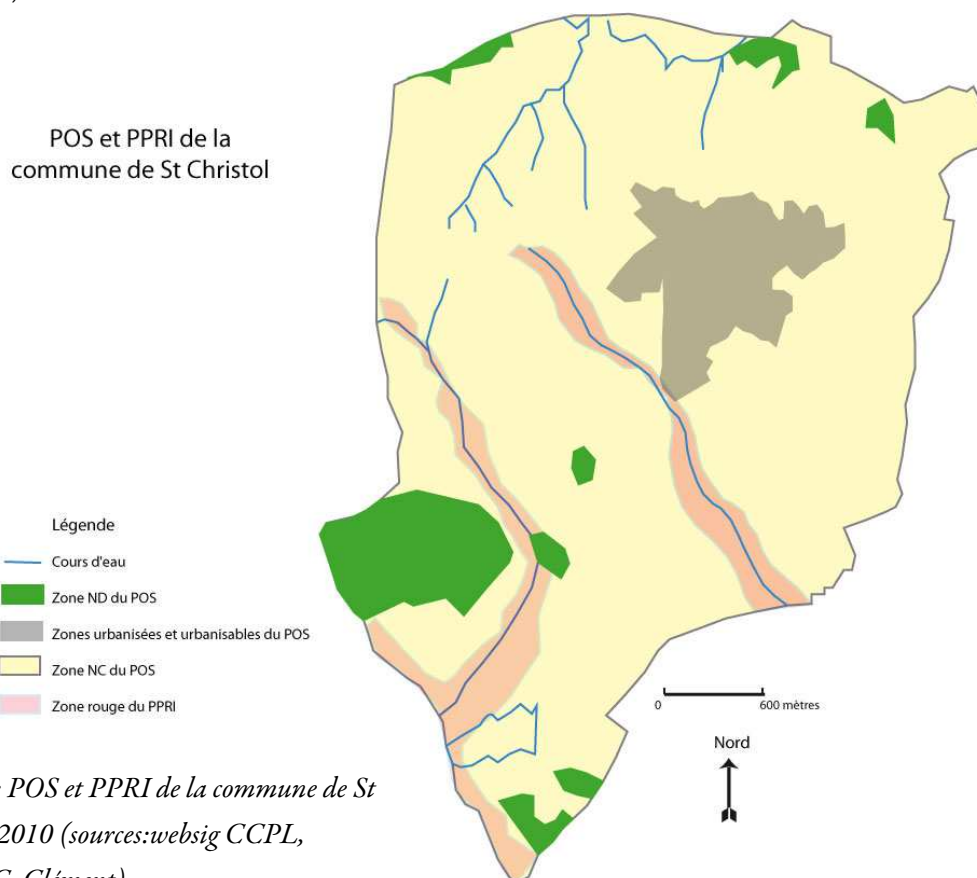 POS et PPRI de la
commune de St Christol
Légende
Cours d'eau
Zone ND du POS
Zones urbanisées et urbanisables du POS
Zone NC du POS
Zone rouge du PPRI
0 600 mètres
Nord
POS et PPRI de la commune de St
2010 (sources:websig CCPL,
C. Clément)